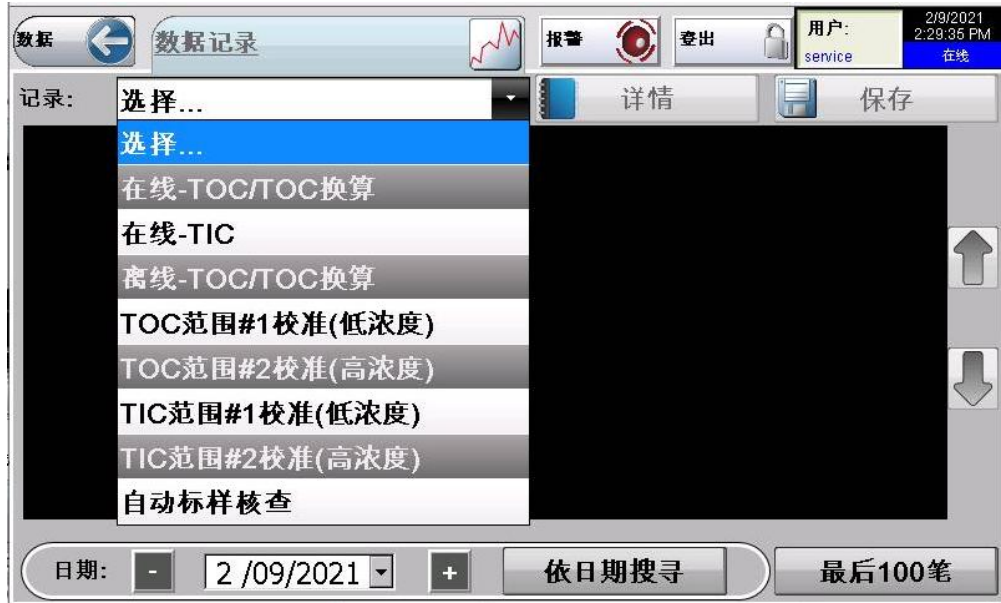 数据
数据记录
报警
登出
用户:
service
2/9/2021
2:29:35 PM
在线
记录:
选择...
详情
保存
选择...
在线-TOC/TOC换算
在线-TIC
离线-TOC/TOC换算
TOC范围#1校准(低浓度)
TOC范围#2校准(高浓度)
TIC范围#1校准(低浓度)
TIC范围#2校准(高浓度)
自动标样核查
日期:
-
2 /09/2021
+
依日期搜寻
最后100笔